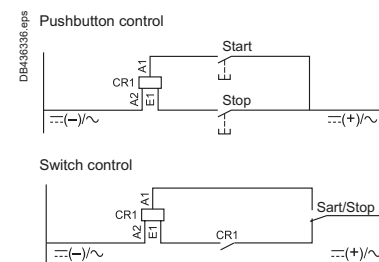 DB436336.eps
Pushbutton control
Start
A1
CR1
A2
E1
Stop
(–)/~
(+)/~
Switch control
A1
Sart/Stop
CR1
A2
E1
CR1
(–)/~
(+)/~